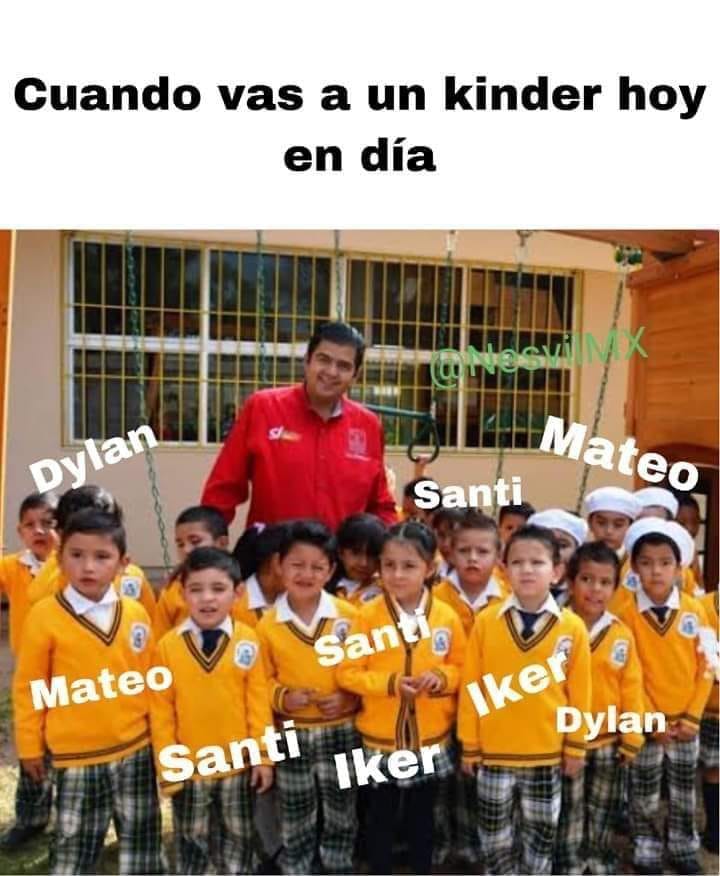 Cuando vas a un kinder hoy
en día
@NesvilMX
Dylan
Mateo
Santi
Santi
Mateo
Iker
Dylan
Santi
Iker